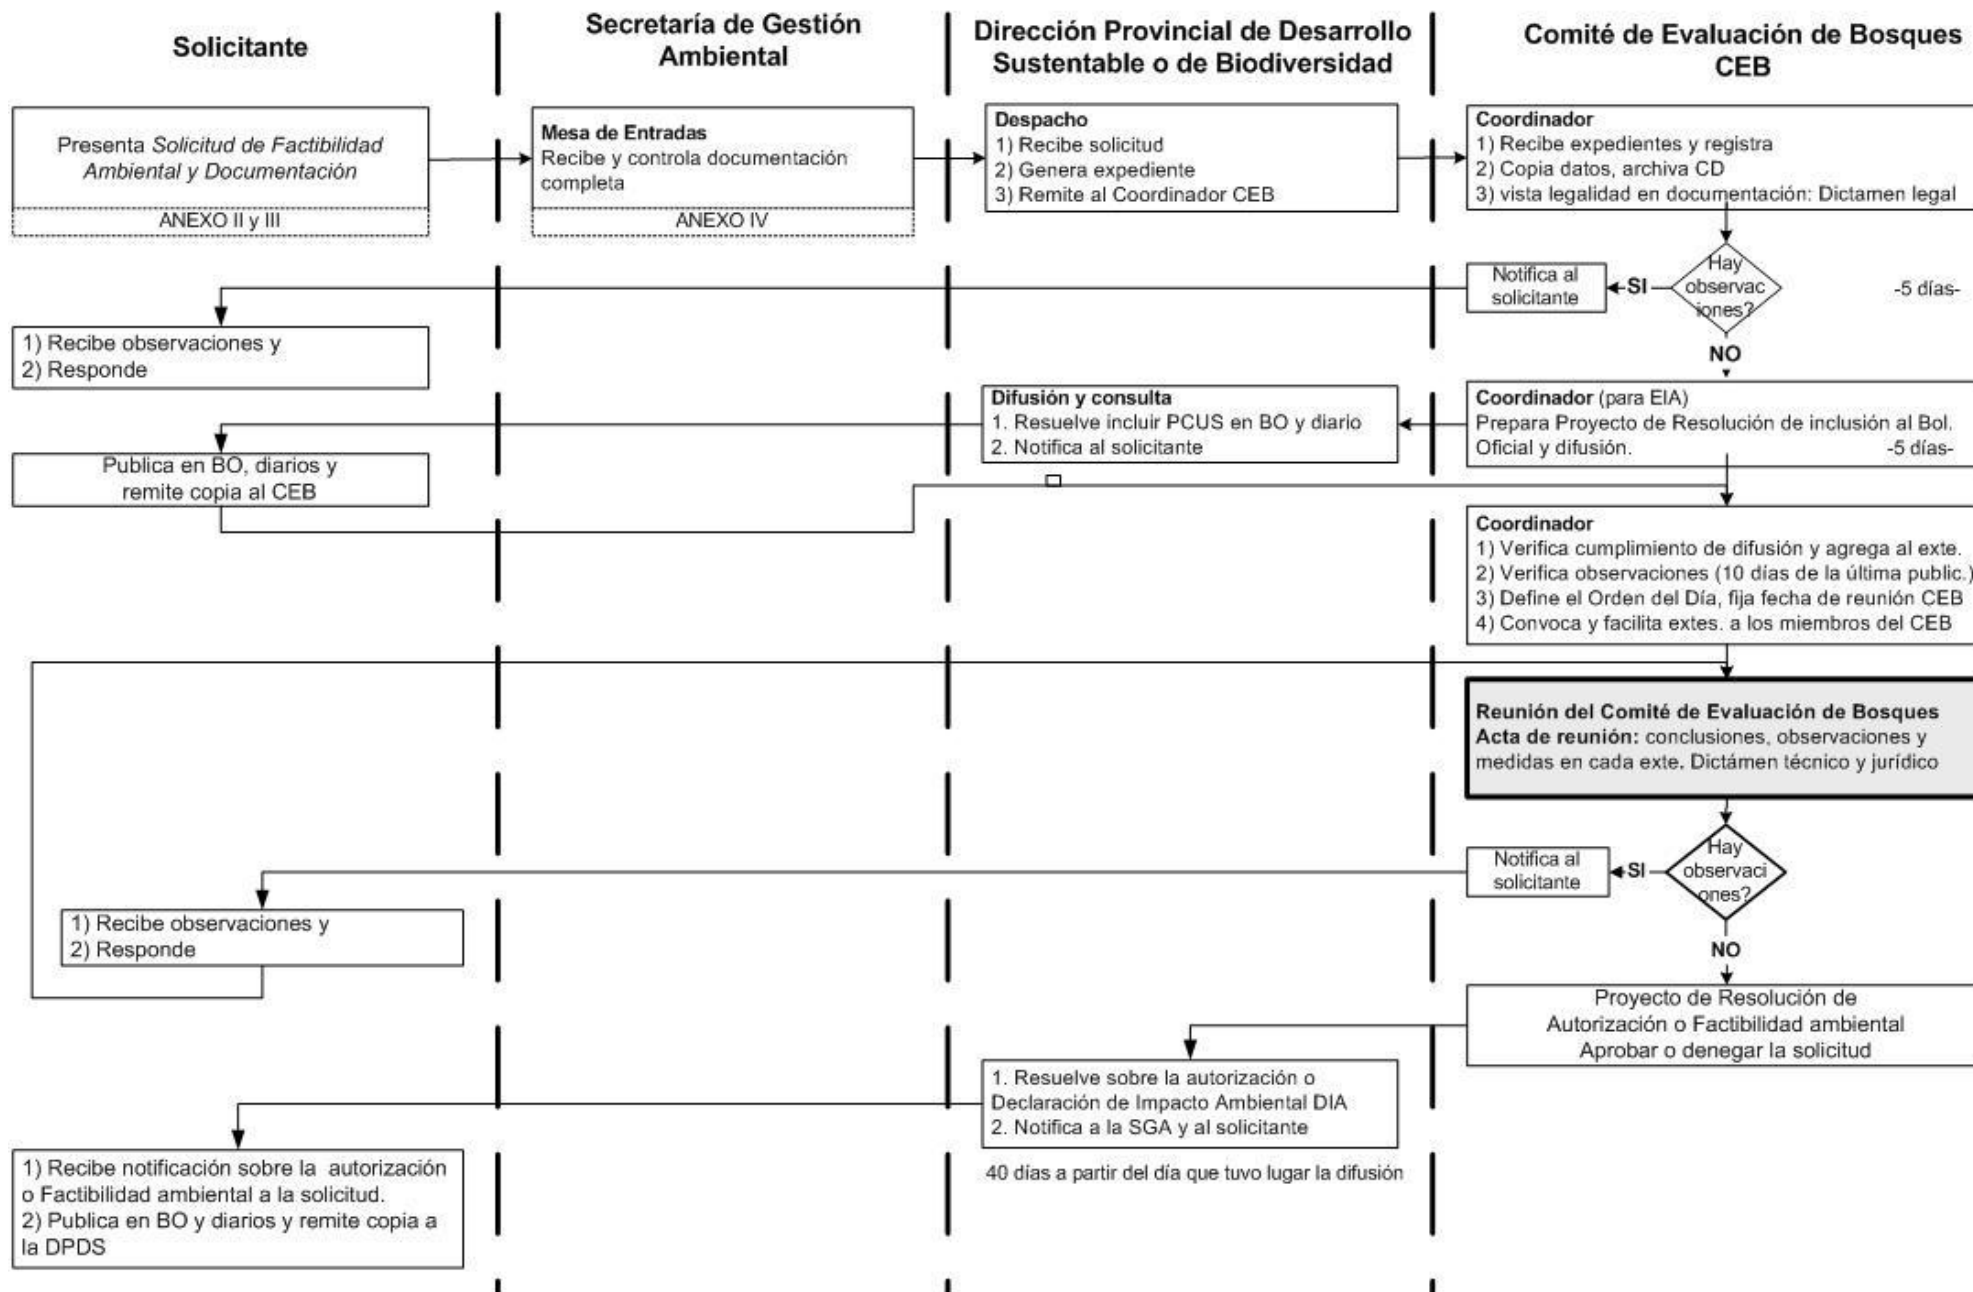 Solicitante
Secretaría de Gestión
Ambiental
Dirección Provincial de Desarrollo
Sustentable o de Biodiversidad
Comité de Evaluación de Bosques
CEB
Presenta Solicitud de Factibilidad
Ambiental y Documentación
ANEXO II y III
Mesa de Entradas
Recibe y controla documentación
completa
ANEXO IV
Despacho
1) Recibe solicitud
2) Genera expediente
3) Remite al Coordinador CEB
Coordinador
1) Recibe expedientes y registra
2) Copia datos, archiva CD
3) vista legalidad en documentación: Dictamen legal
Hay
observac
iones?
-5 días-
SI
Notifica al
solicitante
NO
1) Recibe observaciones y
2) Responde
Coordinador (para EIA)
Prepara Proyecto de Resolución de inclusión al Bol.
Oficial y difusión. -5 días-
Difusión y consulta
1. Resuelve incluir PCUS en BO y diario
2. Notifica al solicitante
Publica en BO, diarios y
remite copia al CEB
Coordinador
1) Verifica cumplimiento de difusión y agrega al exte.
2) Verifica observaciones (10 días de la última public.)
3) Define el Orden del Día, fija fecha de reunión CEB
4) Convoca y facilita extes. a los miembros del CEB
Reunión del Comité de Evaluación de Bosques
Acta de reunión: conclusiones, observaciones y
medidas en cada exte. Dictámen técnico y jurídico
Hay
observaci
ones?
SI
Notifica al
solicitante
NO
1) Recibe observaciones y
2) Responde
Proyecto de Resolución de
Autorización o Factibilidad ambiental
Aprobar o denegar la solicitud
1. Resuelve sobre la autorización o
Declaración de Impacto Ambiental DIA
2. Notifica a la SGA y al solicitante
40 días a partir del día que tuvo lugar la difusión
1) Recibe notificación sobre la autorización
o Factibilidad ambiental a la solicitud.
2) Publica en BO y diarios y remite copia a
la DPDS